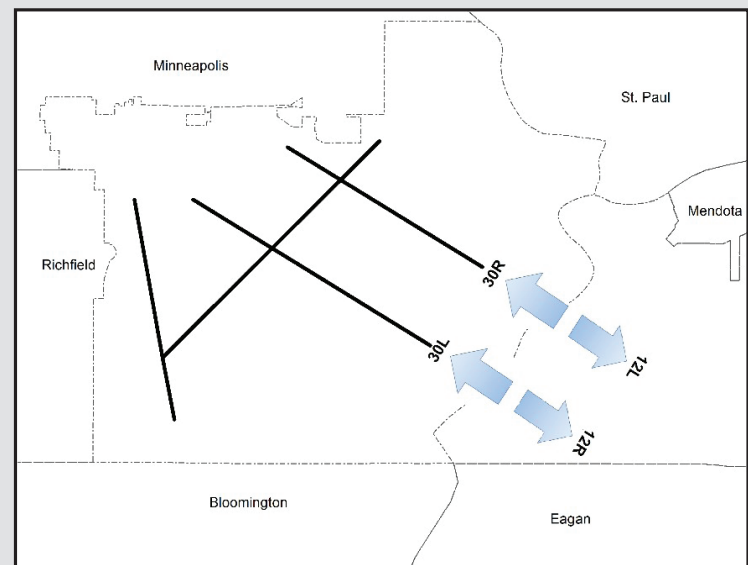 Minneapolis
St. Paul
Mendota
Richfield
30R
30L
12L
12R
Bloomington
Eagan